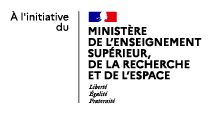 À l'initiative
du
MINISTÈRE
DE L'ENSEIGNEMENT
SUPÉRIEUR,
DE LA RECHERCHE
ET DE L'ESPACE
Liberté
Égalité
Fraternité